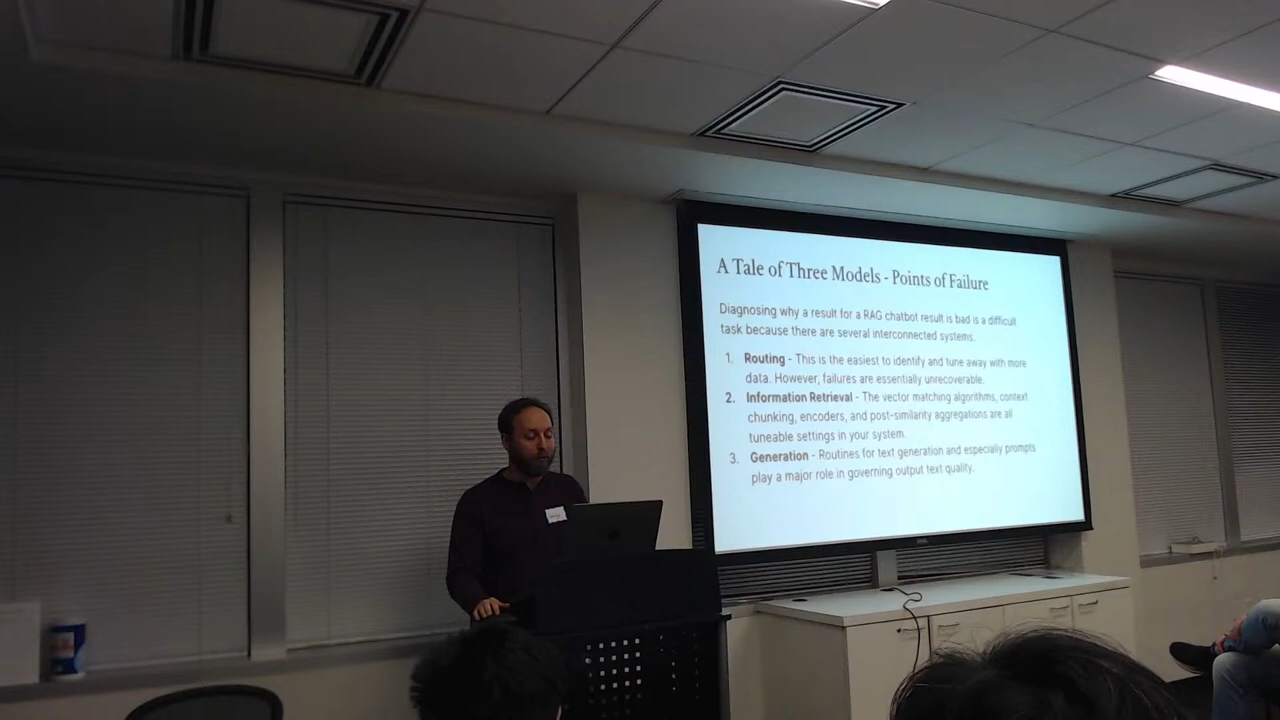 A Tale of Three Models - Points of Failure
Diagnosing why a result for a RAG chatbot result is bad is a difficult
task because there are several interconnected systems.
1. Routing - This is the easiest to identify and tune away with more
data. However, failures are essentially unrecoverable.
2. Information Retrieval - The vector matching algorithms, context
chunking, encoders, and post-similarity aggregations are all
tuneable settings in your system.
3. Generation - Routines for text generation and especially prompts
play a major role in governing output text quality.